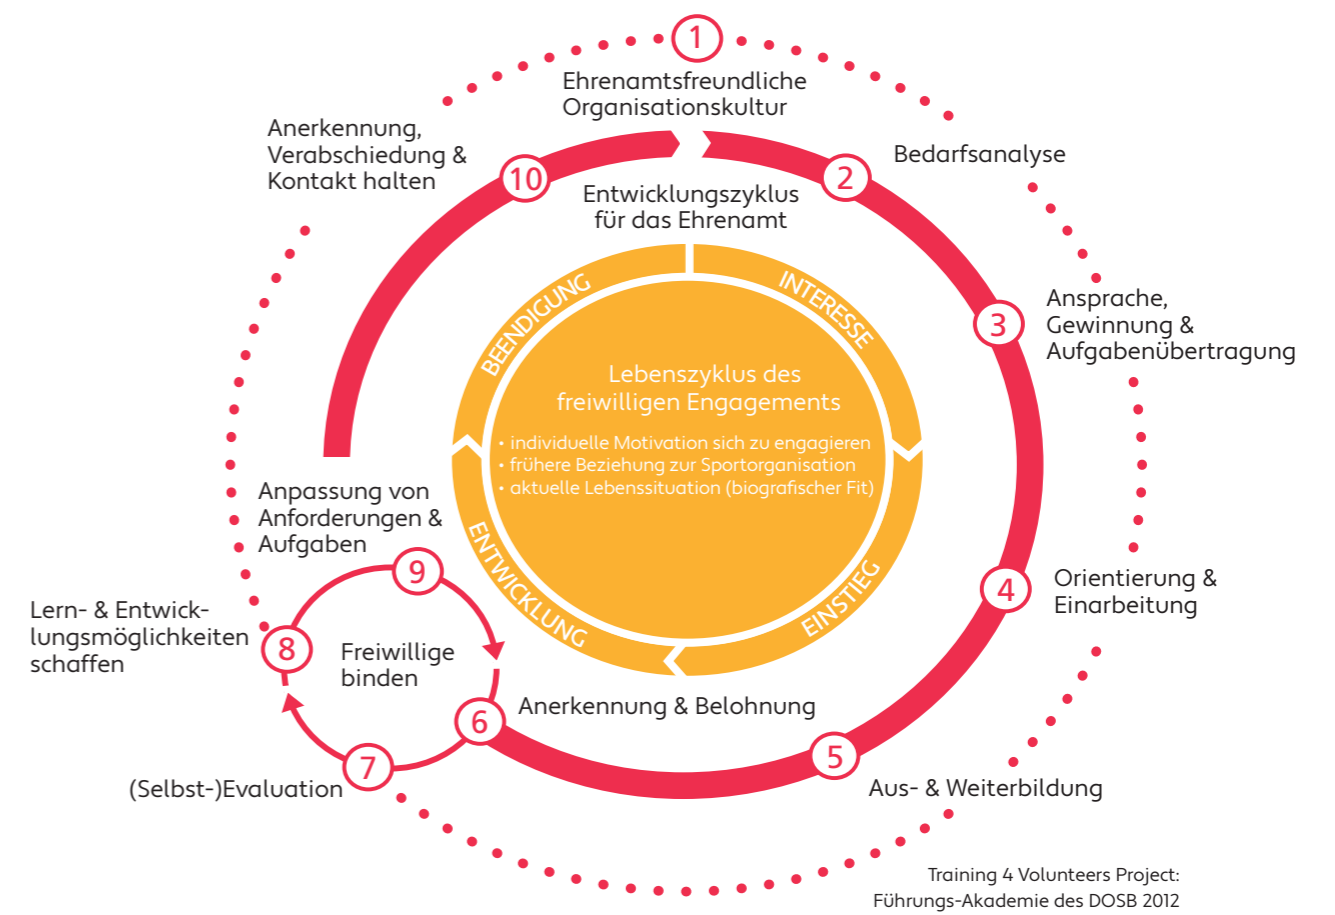 1
Ehrenamtsfreundliche
Organisationskultur
Anerkennung,
Verabschiedung &
Kontakt halten
10
2
Bedarfsanalyse
Entwicklungszyklus
für das Ehrenamt
BEENDIGUNG
INTERESSE
3
Ansprache,
Gewinnung &
Aufgabenübertragung
Lebenszyklus des
freiwilligen Engagements
• individuelle Motivation sich zu engagieren
• frühere Beziehung zur Sportorganisation
• aktuelle Lebenssituation (biografischer Fit)
ENTWICKLUNG
EINSTIEG
4
Orientierung &
Einarbeitung
Anpassung von
Anforderungen &
Aufgaben
9
Lern- & Entwick-
lungsmöglichkeiten
schaffen
8
Freiwillige
binden
6
Anerkennung & Belohnung
7
(Selbst-)Evaluation
5
Aus- & Weiterbildung
Training 4 Volunteers Project:
Führungs-Akademie des DOSB 2012